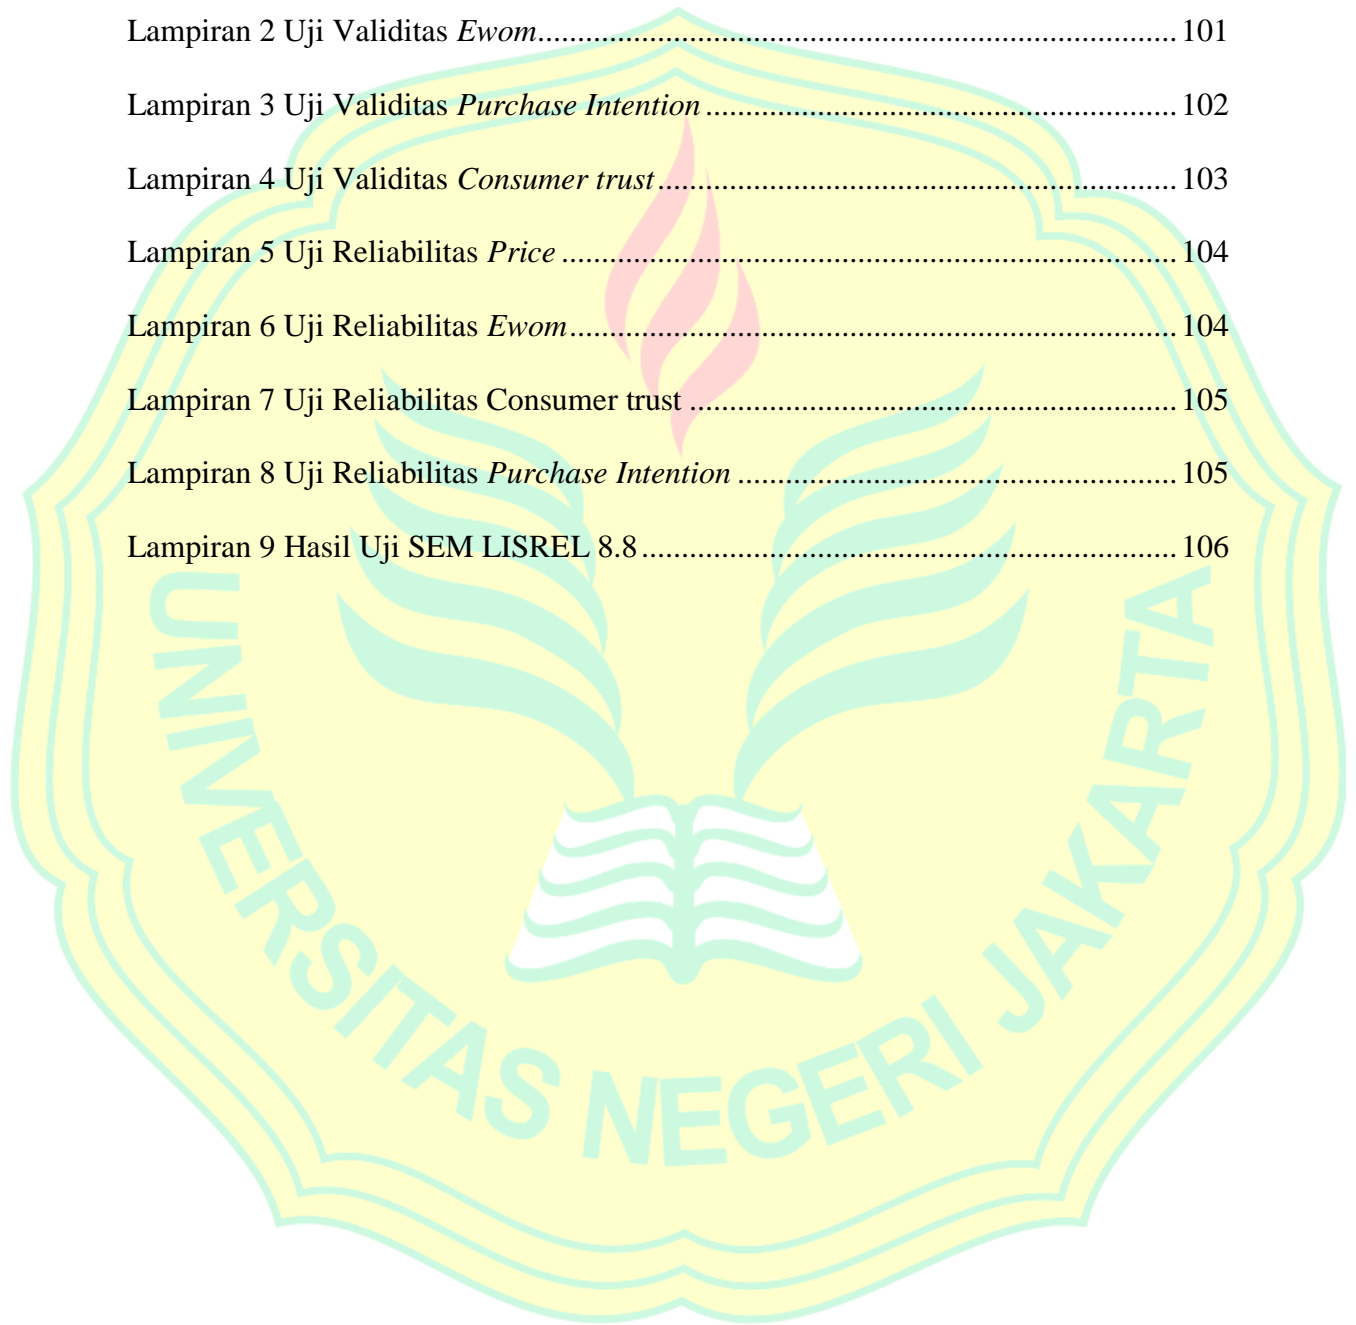 Lampiran 2 Uji Validitas Ewom............................................................................... 101
Lampiran 3 Uji Validitas Purchase Intention .......................................................... 102
Lampiran 4 Uji Validitas Consumer trust................................................................ 103
Lampiran 5 Uji Reliabilitas Price ............................................................................ 104
Lampiran 6 Uji Reliabilitas Ewom........................................................................... 104
Lampiran 7 Uji Reliabilitas Consumer trust ............................................................ 105
Lampiran 8 Uji Reliabilitas Purchase Intention ...................................................... 105
Lampiran 9 Hasil Uji SEM LISREL 8.8.................................................................. 106
UNIVERSITAS NEGERI JAKARTA